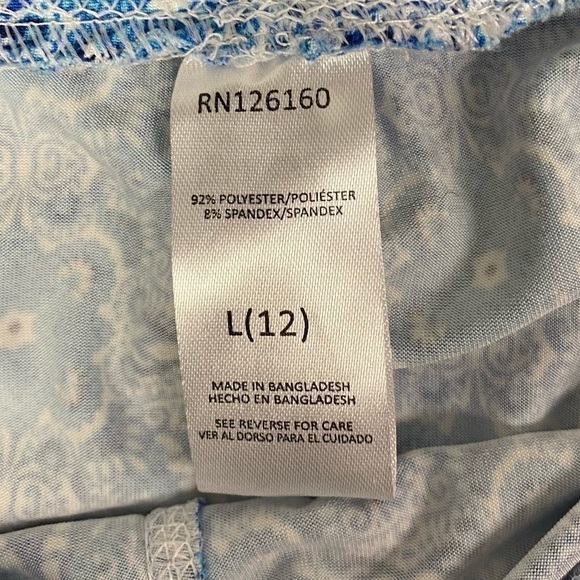 RN126160
92% POLYESTER/POLIÉSTER
8% SPANDEX/SPANDEX
L(12)
MADE IN BANGLADESH
HECHO EN BANGLADESH
SEE REVERSE FOR CARE
VER AL DORSO PARA EL CUIDADO